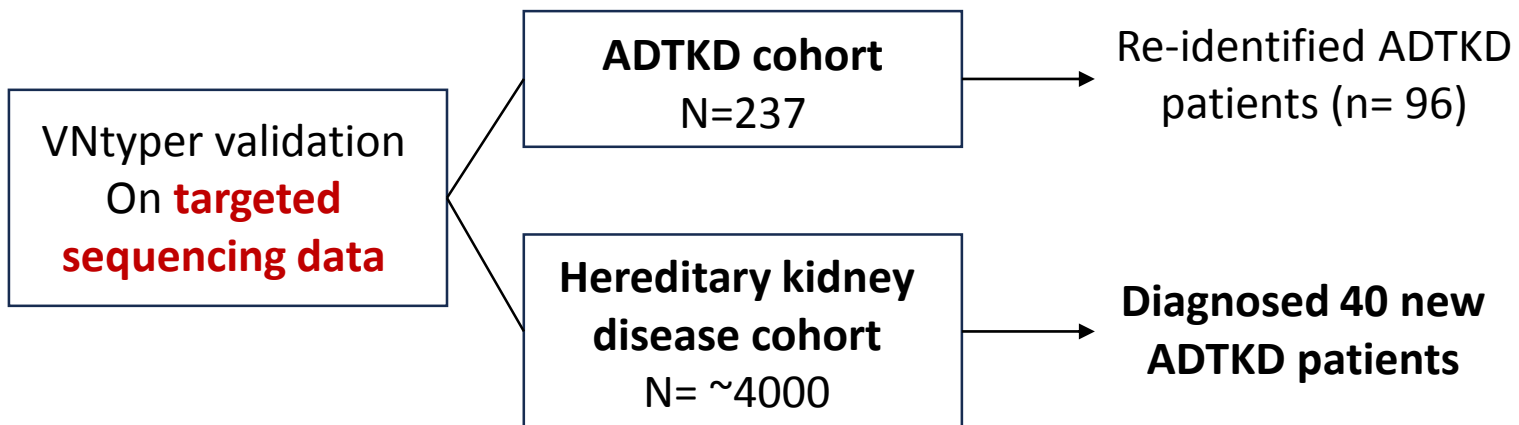 VNtyper validation
On targeted
sequencing data
ADTKD cohort
N=237
Re-identified ADTKD
patients (n= 96)
Hereditary kidney
disease cohort
N= ~4000
Diagnosed 40 new
ADTKD patients